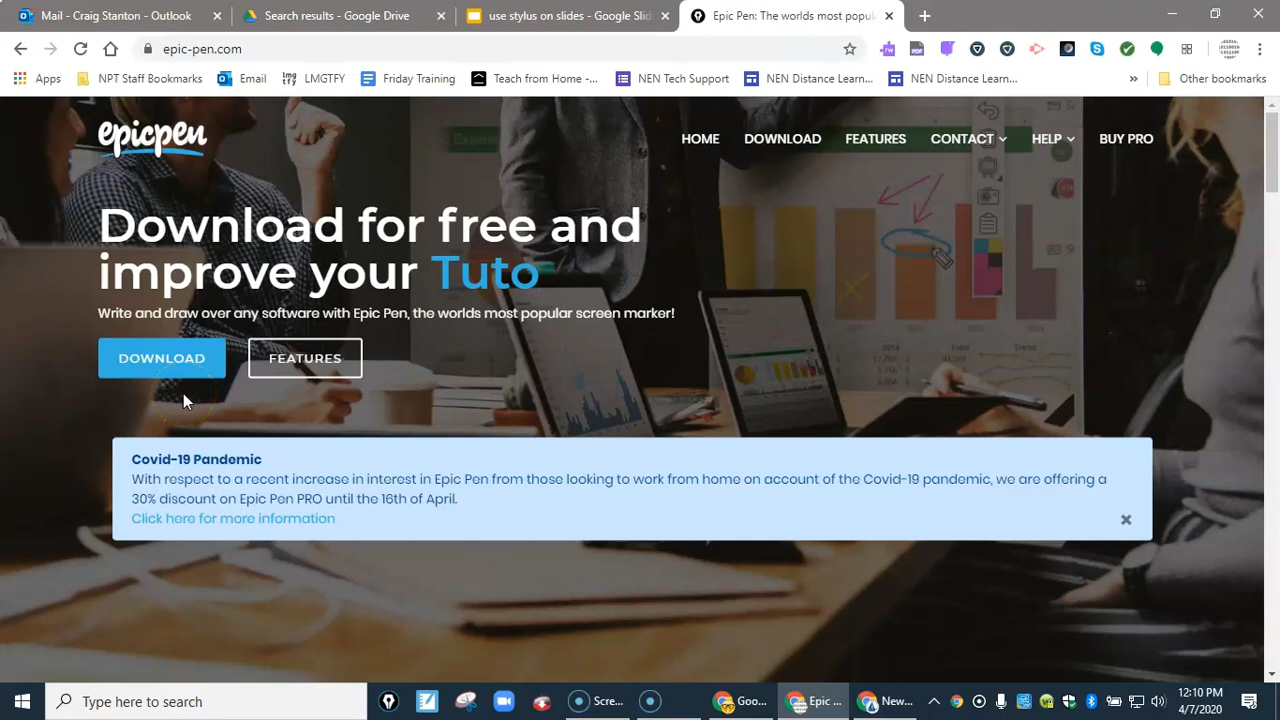 Mail - Craig Stanton - Outlook
Search results - Google Drive
use stylus on slides - Google Slid
Epic Pen: The worlds most popul
epic-pen.com
Apps
NPT Staff Bookmarks
Email
LMGTFY
Friday Training
Teach from Home -...
NEN Tech Support
NEN Distance Learn...
NEN Distance Learn...
Other bookmarks
epicpen
HOME
DOWNLOAD
FEATURES
CONTACT
HELP
BUY PRO
Download for free and
improve your Tuto
Write and draw over any software with Epic Pen, the worlds most popular screen marker!
DOWNLOAD
FEATURES
Covid-19 Pandemic
With respect to a recent increase in interest in Epic Pen from those looking to work from home on account of the Covid-19 pandemic, we are offering a
30% discount on Epic Pen PRO until the 16th of April.
Click here for more information
Type here to search
Scre...
Goo...
Epic ...
New...
12:10 PM
4/7/2020